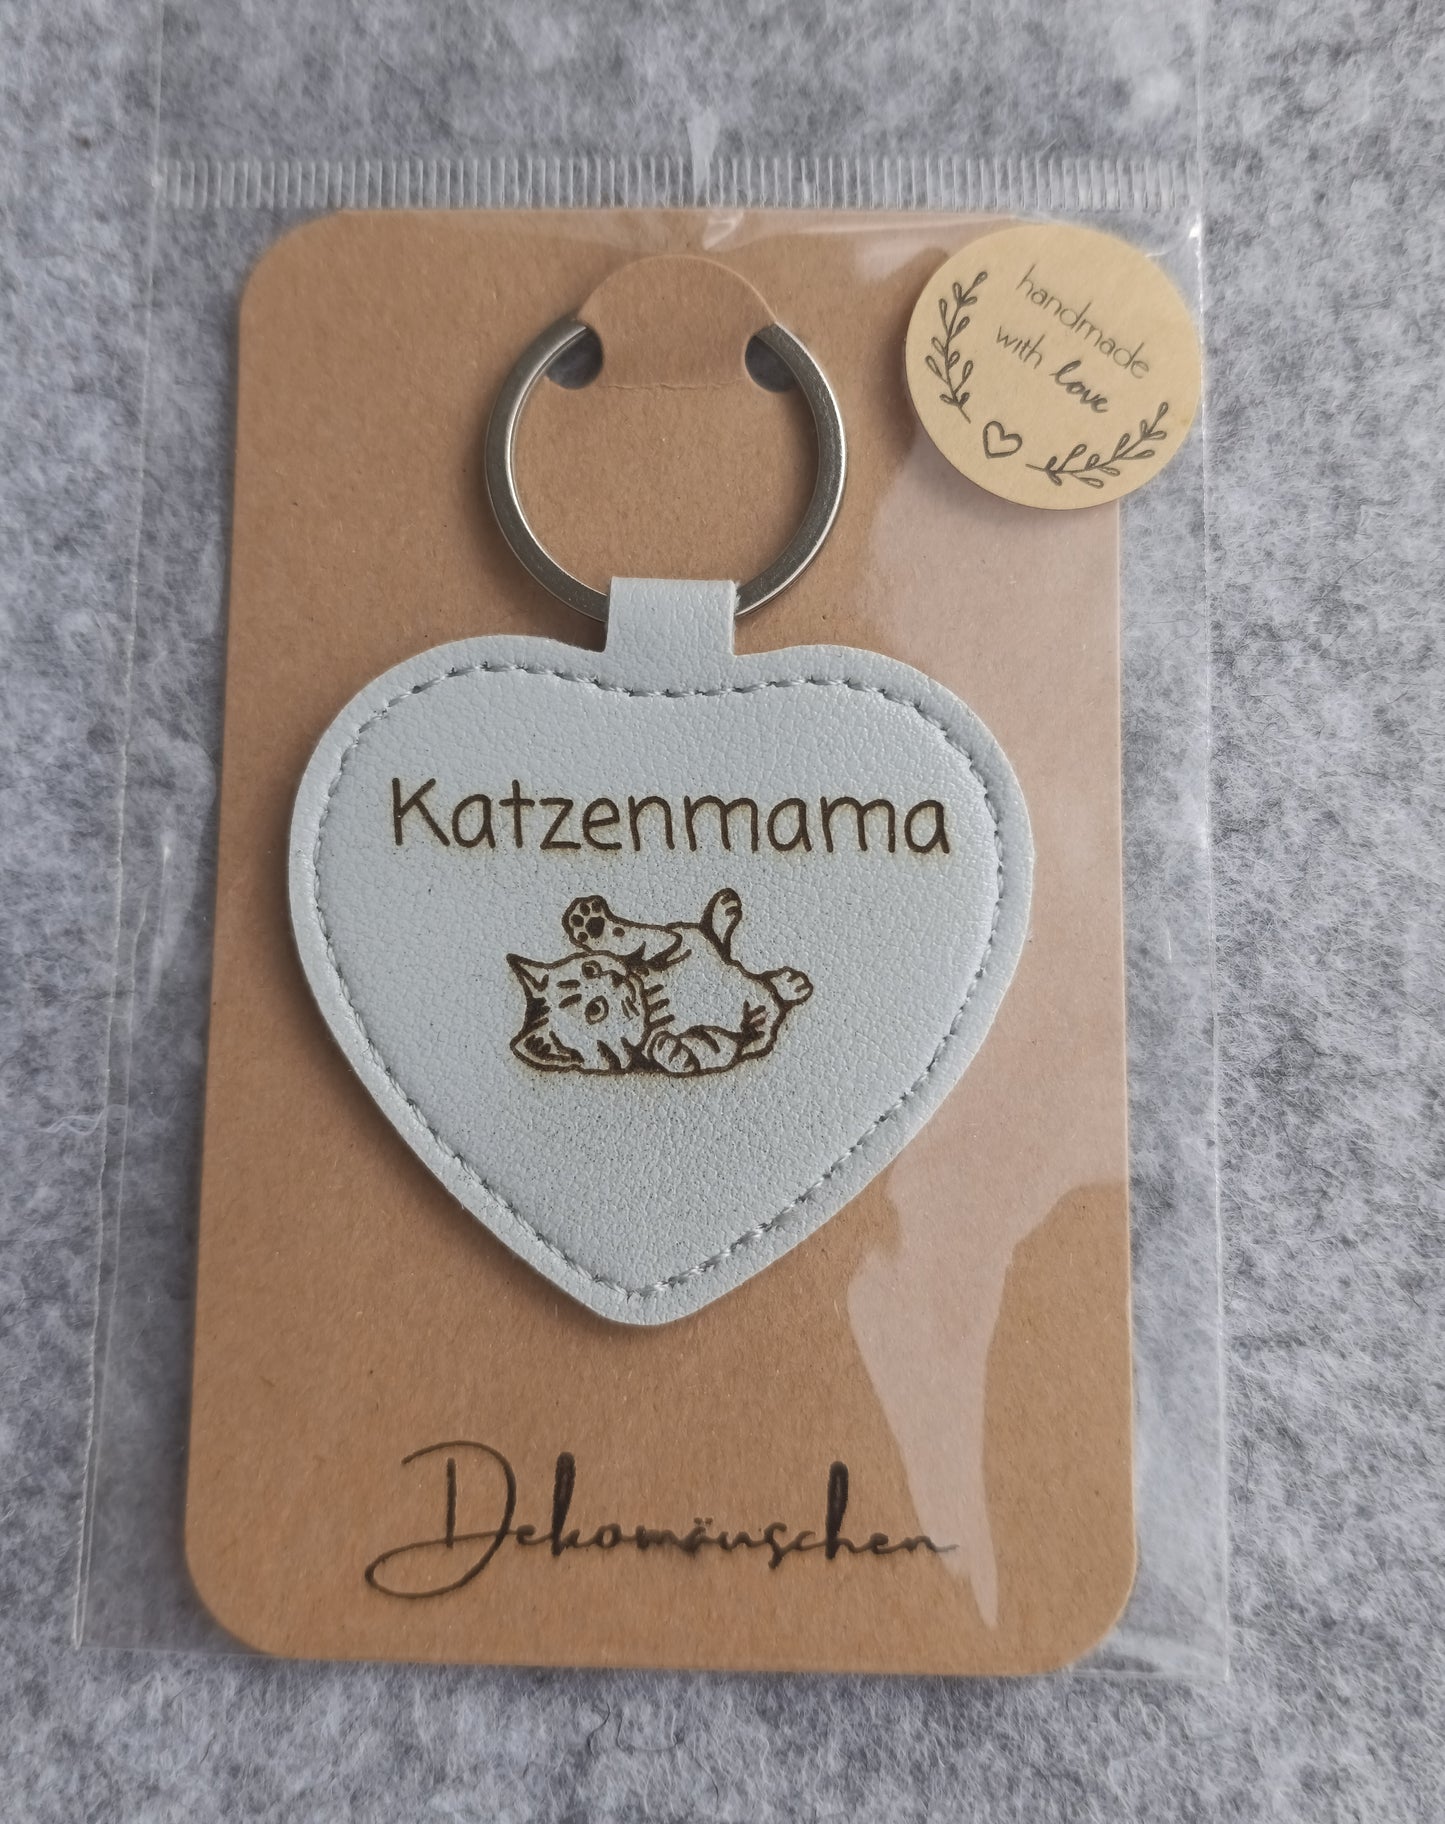 handmade
with love
Katzenmama
Dekomäuschen